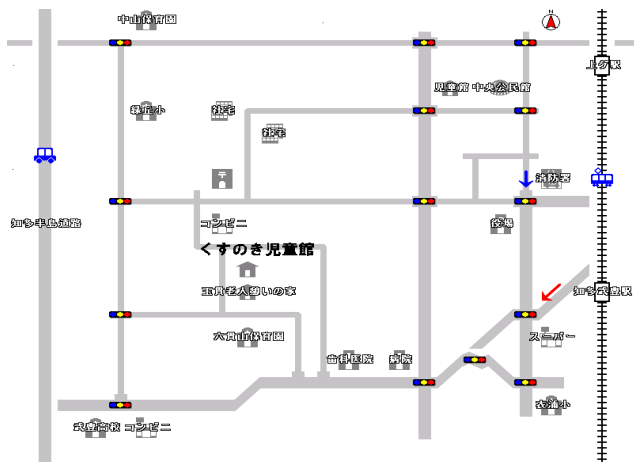 中山保育園
上ゲ駅
児童館 中央公民館
緑丘小
社宅
社宅
消防署
〒
知多半島道路
コンビニ
役場
くすのき児童館
玉貫老人憩いの家
知多武豊駅
六貫山保育園
スーパー
歯科医院
病院
衣浦小
武豊高校 コンビニ